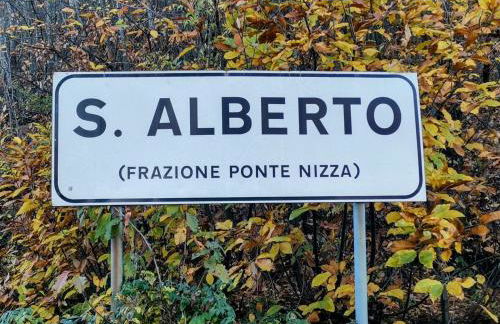 S. ALBERTO
(FRAZIONE PONTE NIZZA)